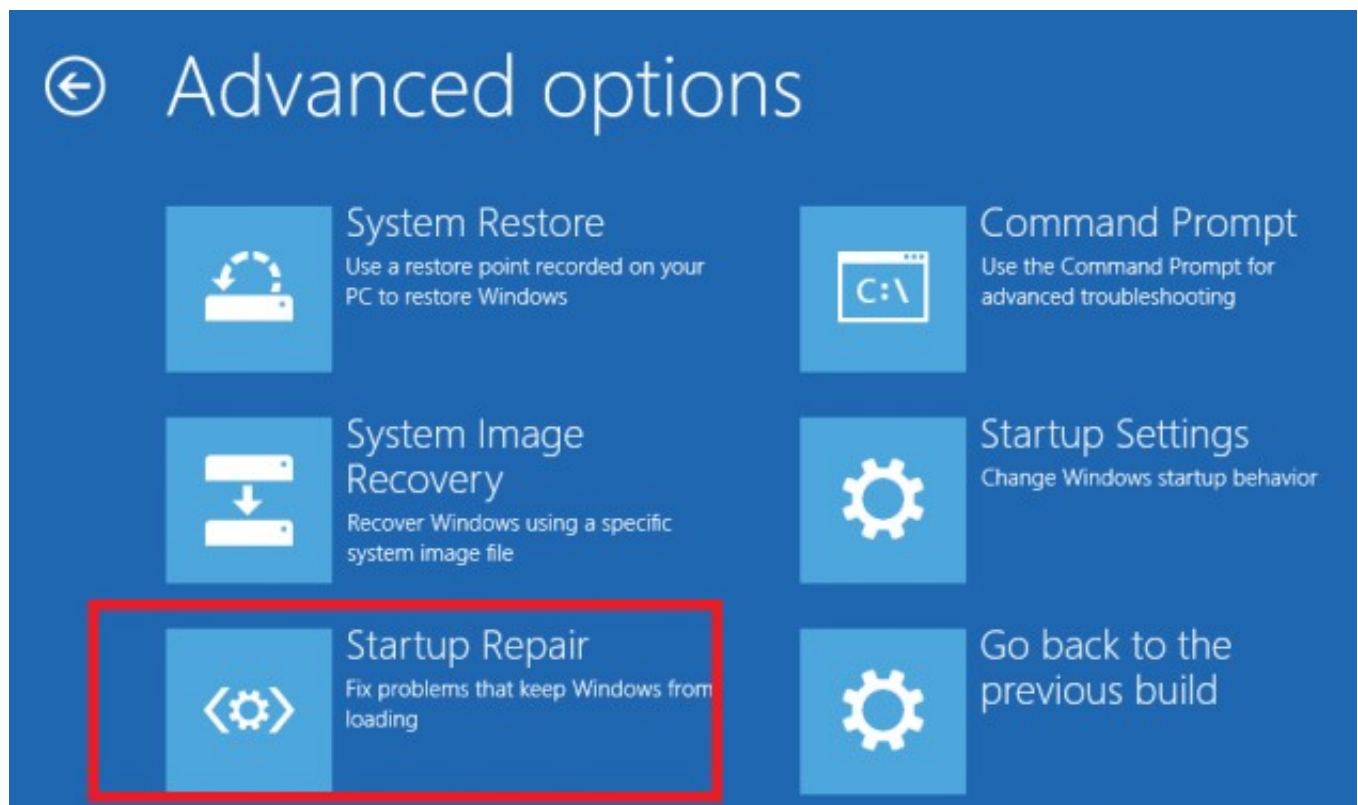 Advanced options
System Restore
Use a restore point recorded on your
PC to restore Windows
Command Prompt
Use the Command Prompt for
advanced troubleshooting
C:\
System Image
Recovery
Recover Windows using a specific
system image file
Startup Settings
Change Windows startup behavior
Startup Repair
Fix problems that keep Windows from
loading
Go back to the
previous build